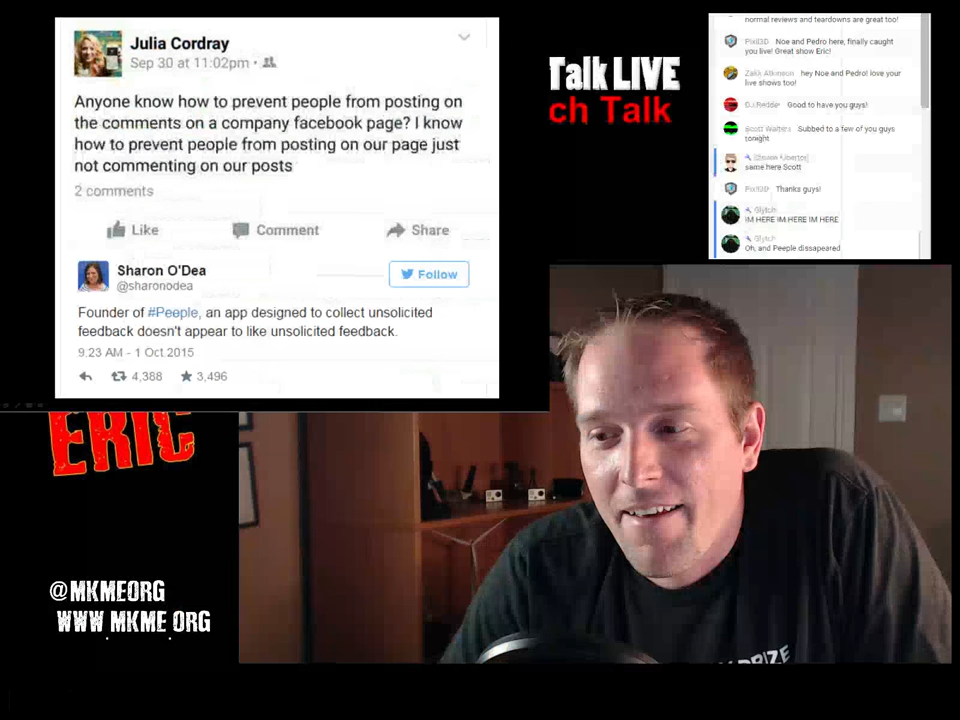 Julia Cordray
Sep 30 at 11:02pm
Anyone know how to prevent people from posting on
the comments on a company facebook page? I know
how to prevent people from posting on our page just
not commenting on our posts
2 comments
Like Comment Share
Sharon O'Dea
@sharonodea
Follow
Founder of #Peeple, an app designed to collect unsolicited
feedback doesn't appear to like unsolicited feedback.
9:23 AM - 1 Oct 2015
4,388 3,496
Talk LIVE
ch Talk
normal reviews and teardowns are great too!
Noe and Pedro here, finally caught
you live! Great show Eric!
Zakk Atkinson hey Noe and Pedro! love your
live shows too!
Good to have you guys!
Subbed to a few of you guys
tonight
same here Scott
Thanks guys!
Glytch
IM HERE IM HERE IM HERE
Glytch
Oh, and Peeple dissapeared
ERIC
@MKMEORG
WWW MKME ORG
PRIZE